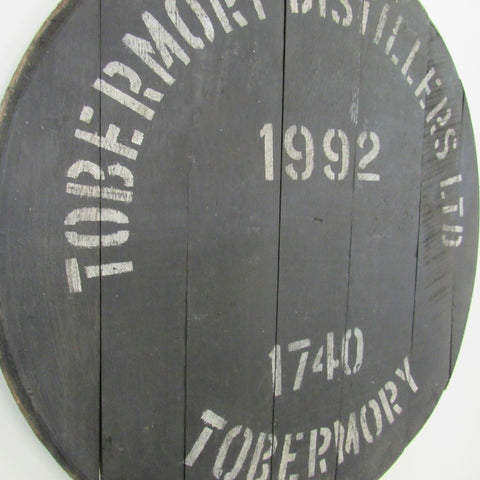 TOBERMORY DISTILLERS LTD
1992
1740
TOBERMORY